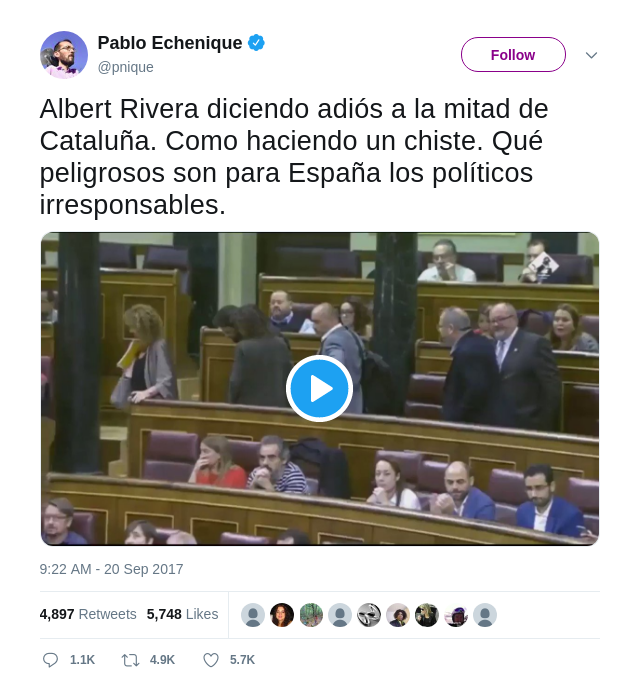 Pablo Echenique
@pnique
Follow
Albert Rivera diciendo adiós a la mitad de
Cataluña. Como haciendo un chiste. Qué
peligrosos son para España los políticos
irresponsables.
9:22 AM - 20 Sep 2017
4,897 Retweets 5,748 Likes
1.1K 4.9K 5.7K